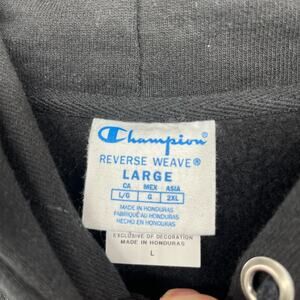 Champion
REVERSE WEAVE®
LARGE
CA MEX ASIA
L/G G 2XL
MADE IN HONDURAS
FABRIQUÉ AU HONDURAS
HECHO EN HONDURAS
EXCLUSIVE OF DECORATION
MADE IN HONDURAS
L